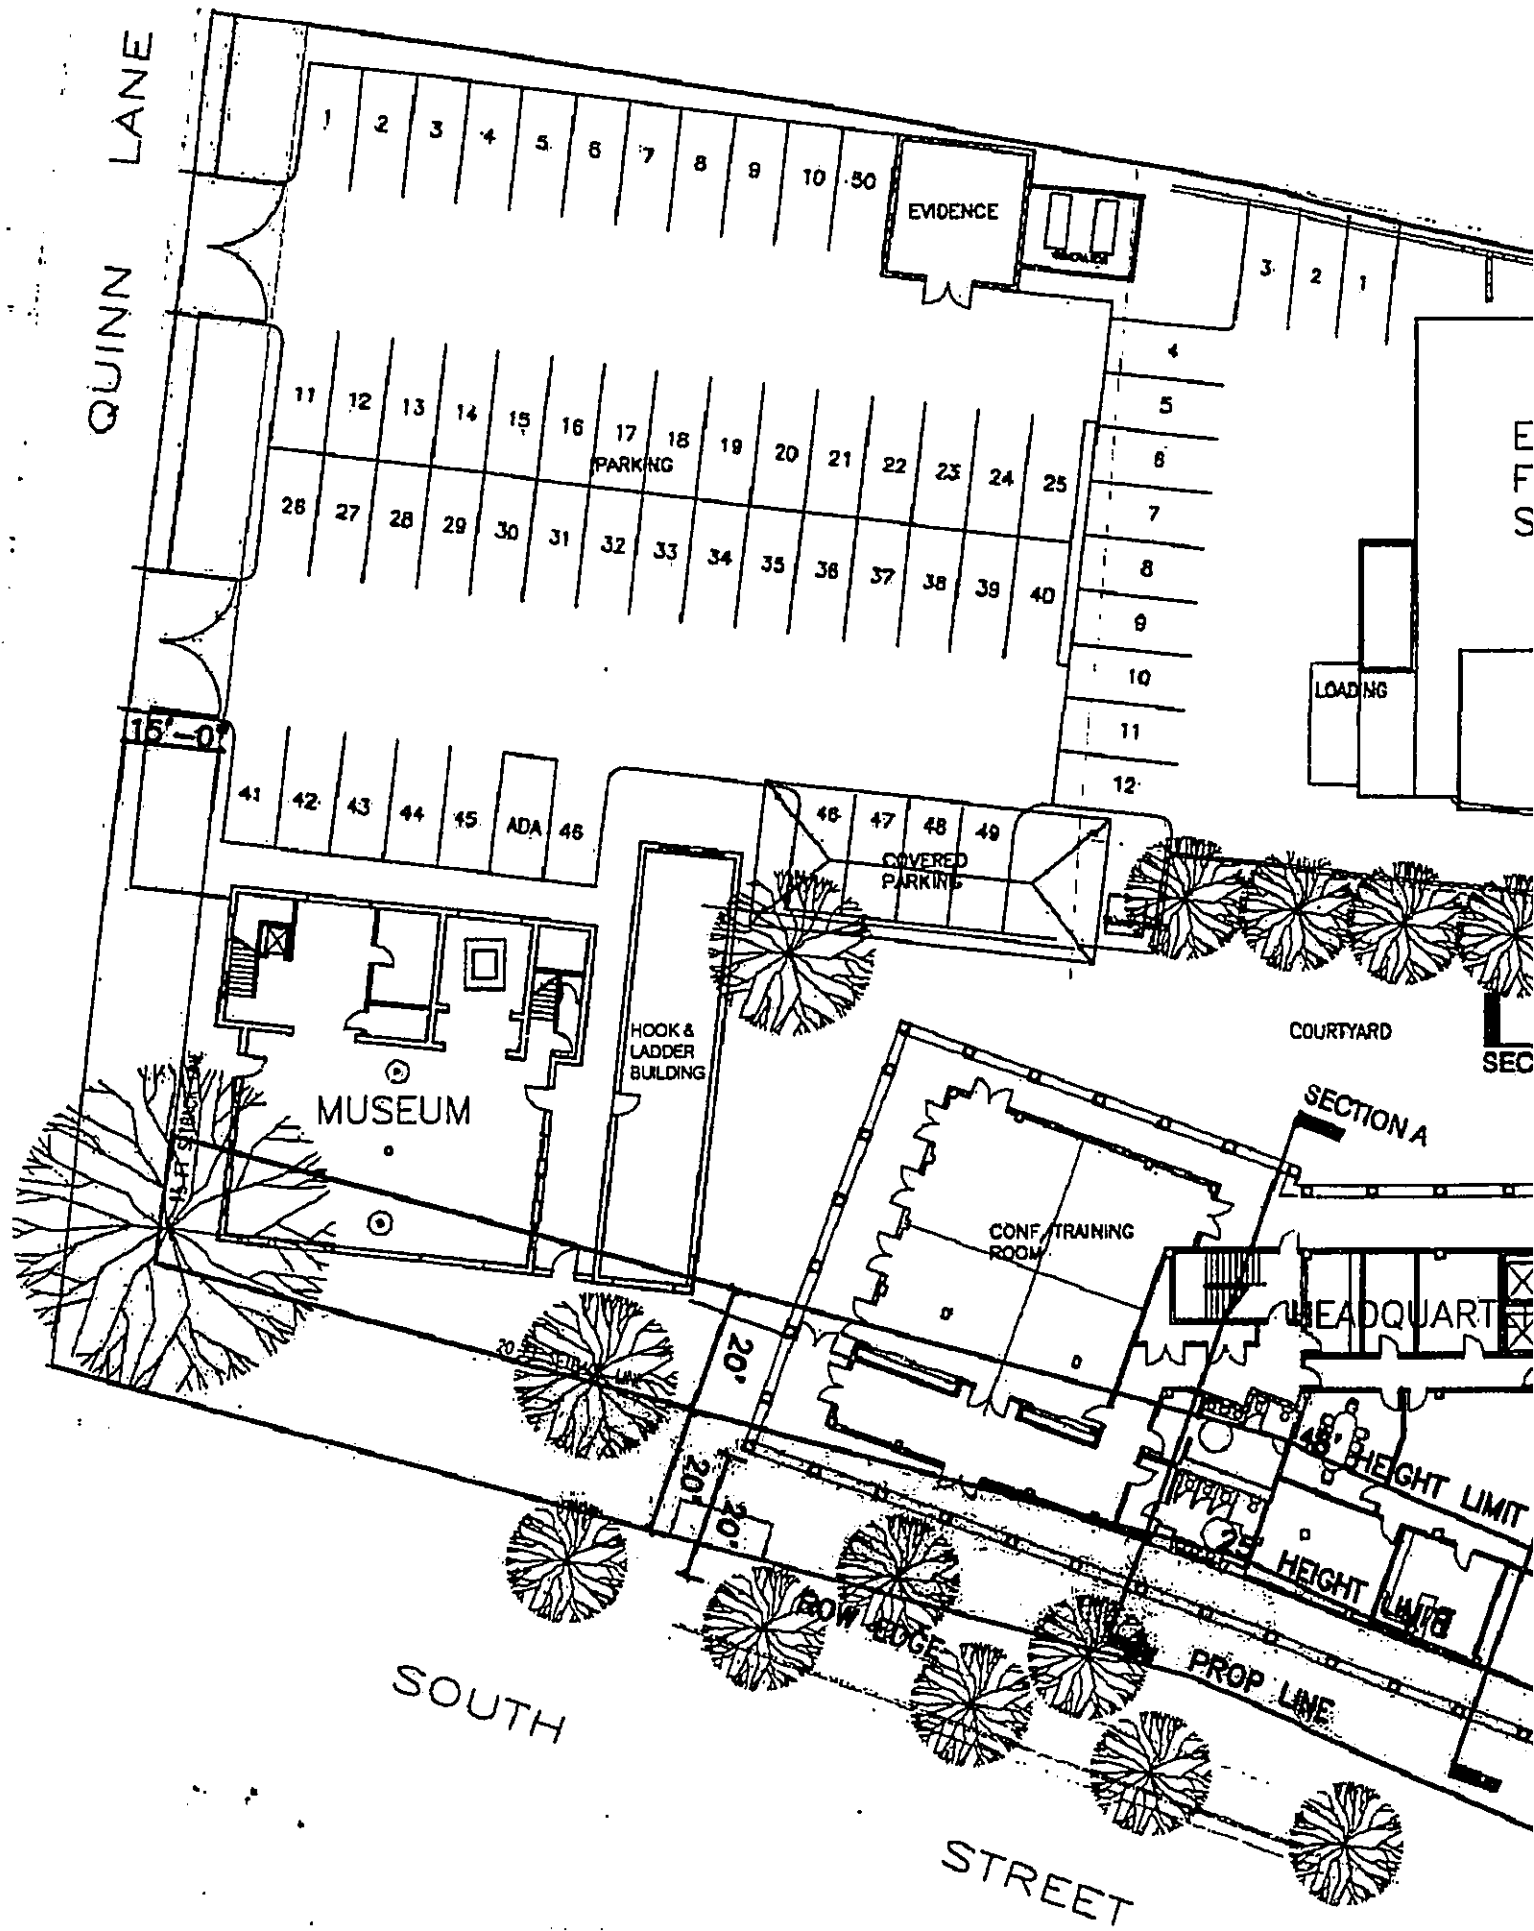 QUINN LANE
1 2 3 4 5 6 7 8 9 10 50
EVIDENCE
3 2 1
4
5
6
7
8
9
10
11
12
11 12 13 14 15 16 17 18 19 20 21 22 23 24 25
PARKING
26 27 28 29 30 31 32 33 34 35 36 37 38 39 40
E
F
S
LOADING
15'-0"
41 42 43 44 45 ADA 46
46 47 48 49
COVERED
PARKING
HOOK &
LADDER
BUILDING
MUSEUM
COURTYARD
SEC
SECTION A
CONF./TRAINING
ROOM
HEADQUART
20'
20'
20'
45' HEIGHT LIMIT
25' HEIGHT LIMIT
ROW EDGE
PROP LINE
SOUTH
STREET